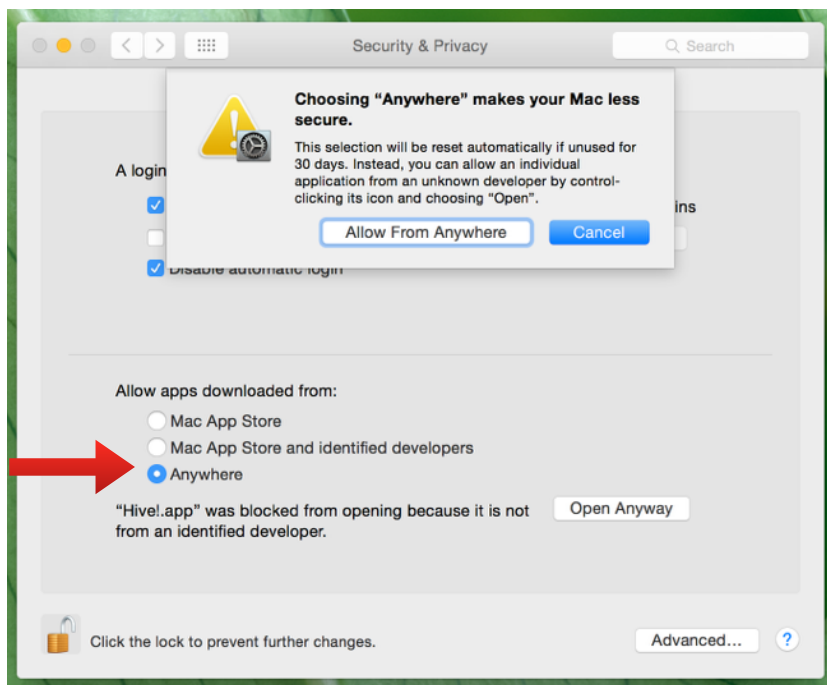 Security & Privacy
Search
Choosing “Anywhere” makes your Mac less
secure.
This selection will be reset automatically if unused for
30 days. Instead, you can allow an individual
application from an unknown developer by control-
clicking its icon and choosing “Open”.
Allow From Anywhere
Cancel
A login
ins
Disable automatic login
Allow apps downloaded from:
Mac App Store
Mac App Store and identified developers
Anywhere
“Hive!.app” was blocked from opening because it is not
from an identified developer.
Open Anyway
Click the lock to prevent further changes.
Advanced...
?